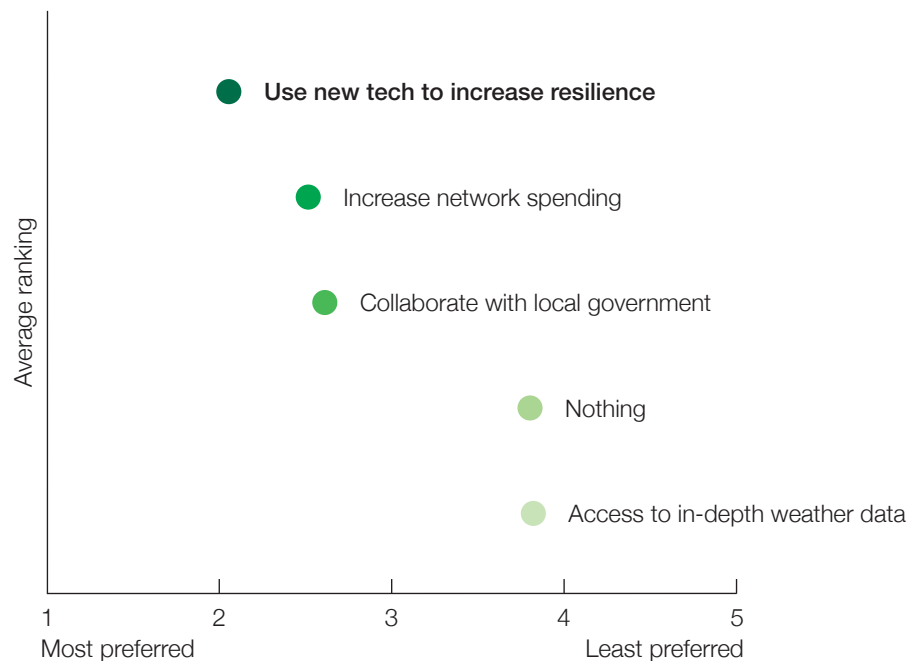 Average ranking
Use new tech to increase resilience
Increase network spending
Collaborate with local government
Nothing
Access to in-depth weather data
1 2 3 4 5
Most preferred Least preferred